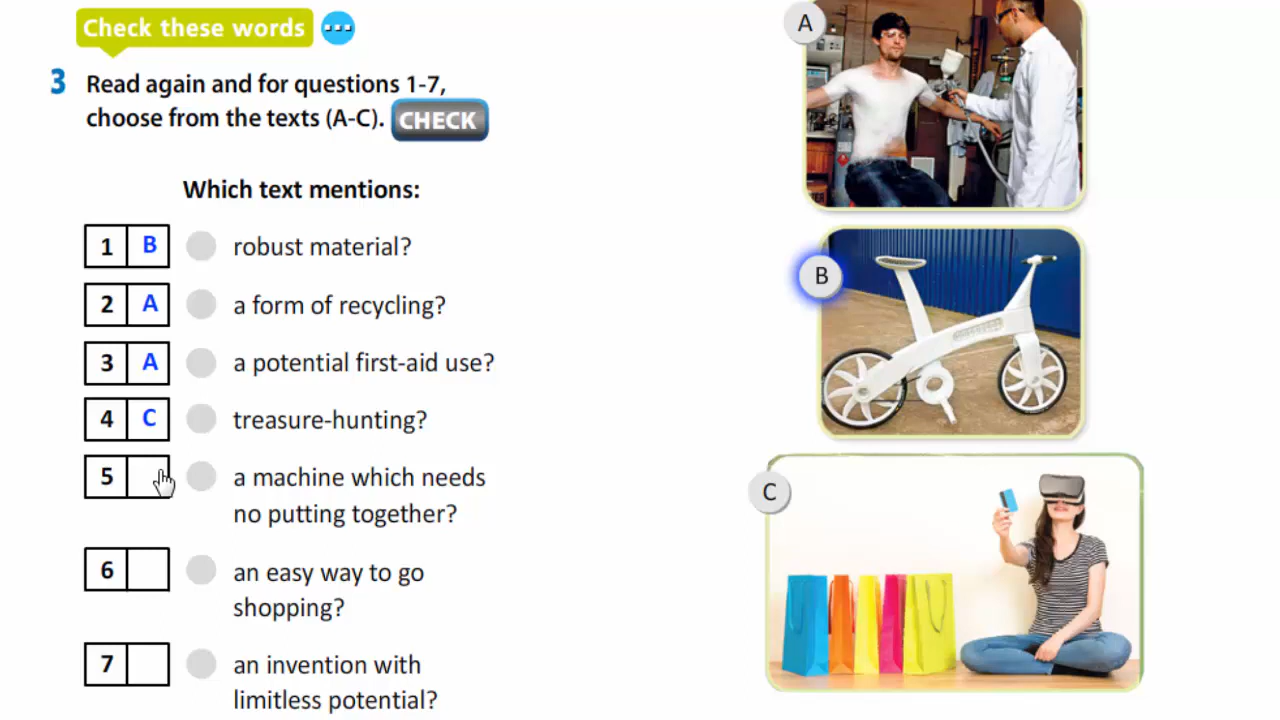 Check these words
3 Read again and for questions 1-7,
choose from the texts (A-C). CHECK
Which text mentions:
1 B robust material?
2 A a form of recycling?
3 A a potential first-aid use?
4 C treasure-hunting?
5 a machine which needs
no putting together?
6 an easy way to go
shopping?
7 an invention with
limitless potential?
A
B
C